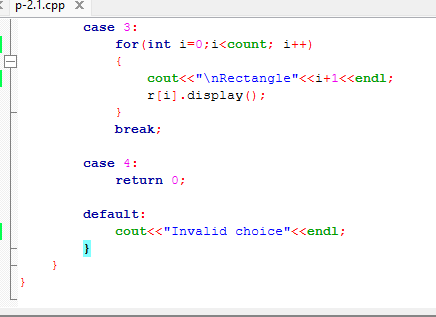 p-2.1.cpp
case 3:
for(int i=0;i<count; i++)
{
cout<<"\nRectangle"<<i+1<<endl;
r[i].display();
}
break;
case 4:
return 0;
default:
cout<<"Invalid choice"<<endl;
}
}
}